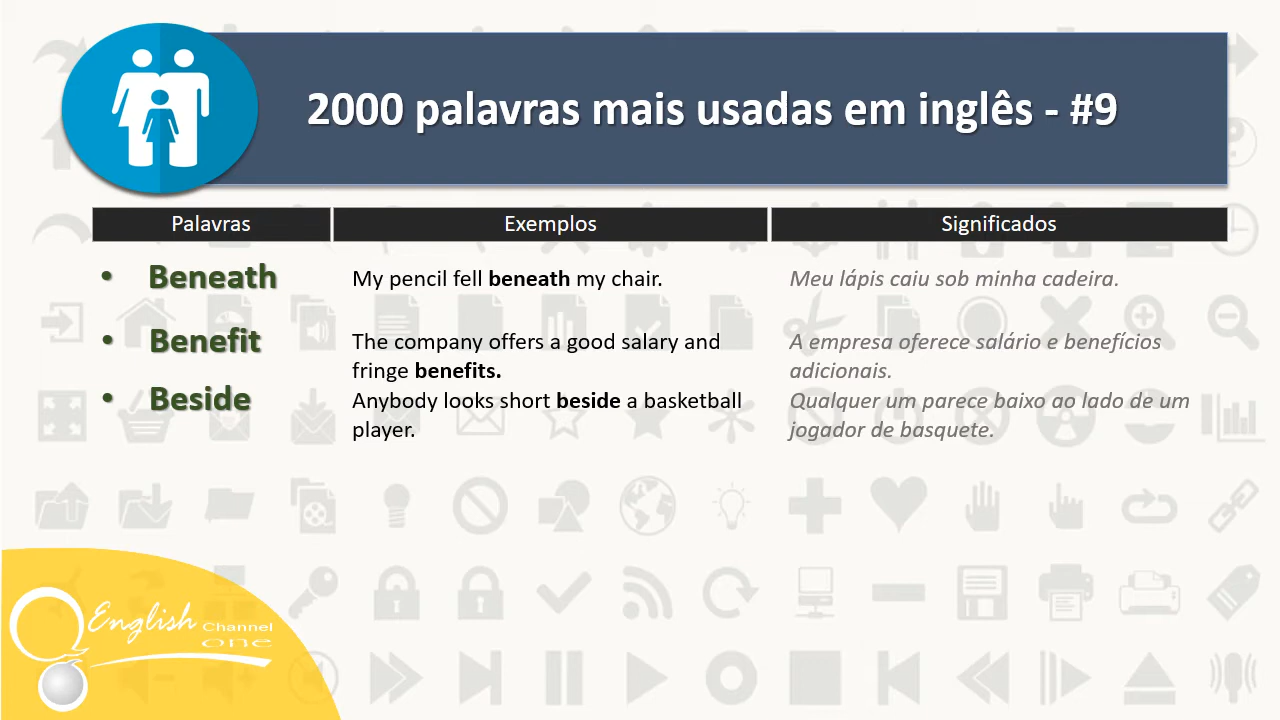 2000 palavras mais usadas em inglês - #9
Palavras Exemplos Significados
• Beneath My pencil fell beneath my chair. Meu lápis caiu sob minha cadeira.
• Benefit The company offers a good salary and A empresa oferece salário e benefícios
fringe benefits. adicionais.
• Beside Anybody looks short beside a basketball Qualquer um parece baixo ao lado de um
player. jogador de basquete.
English Channel
one